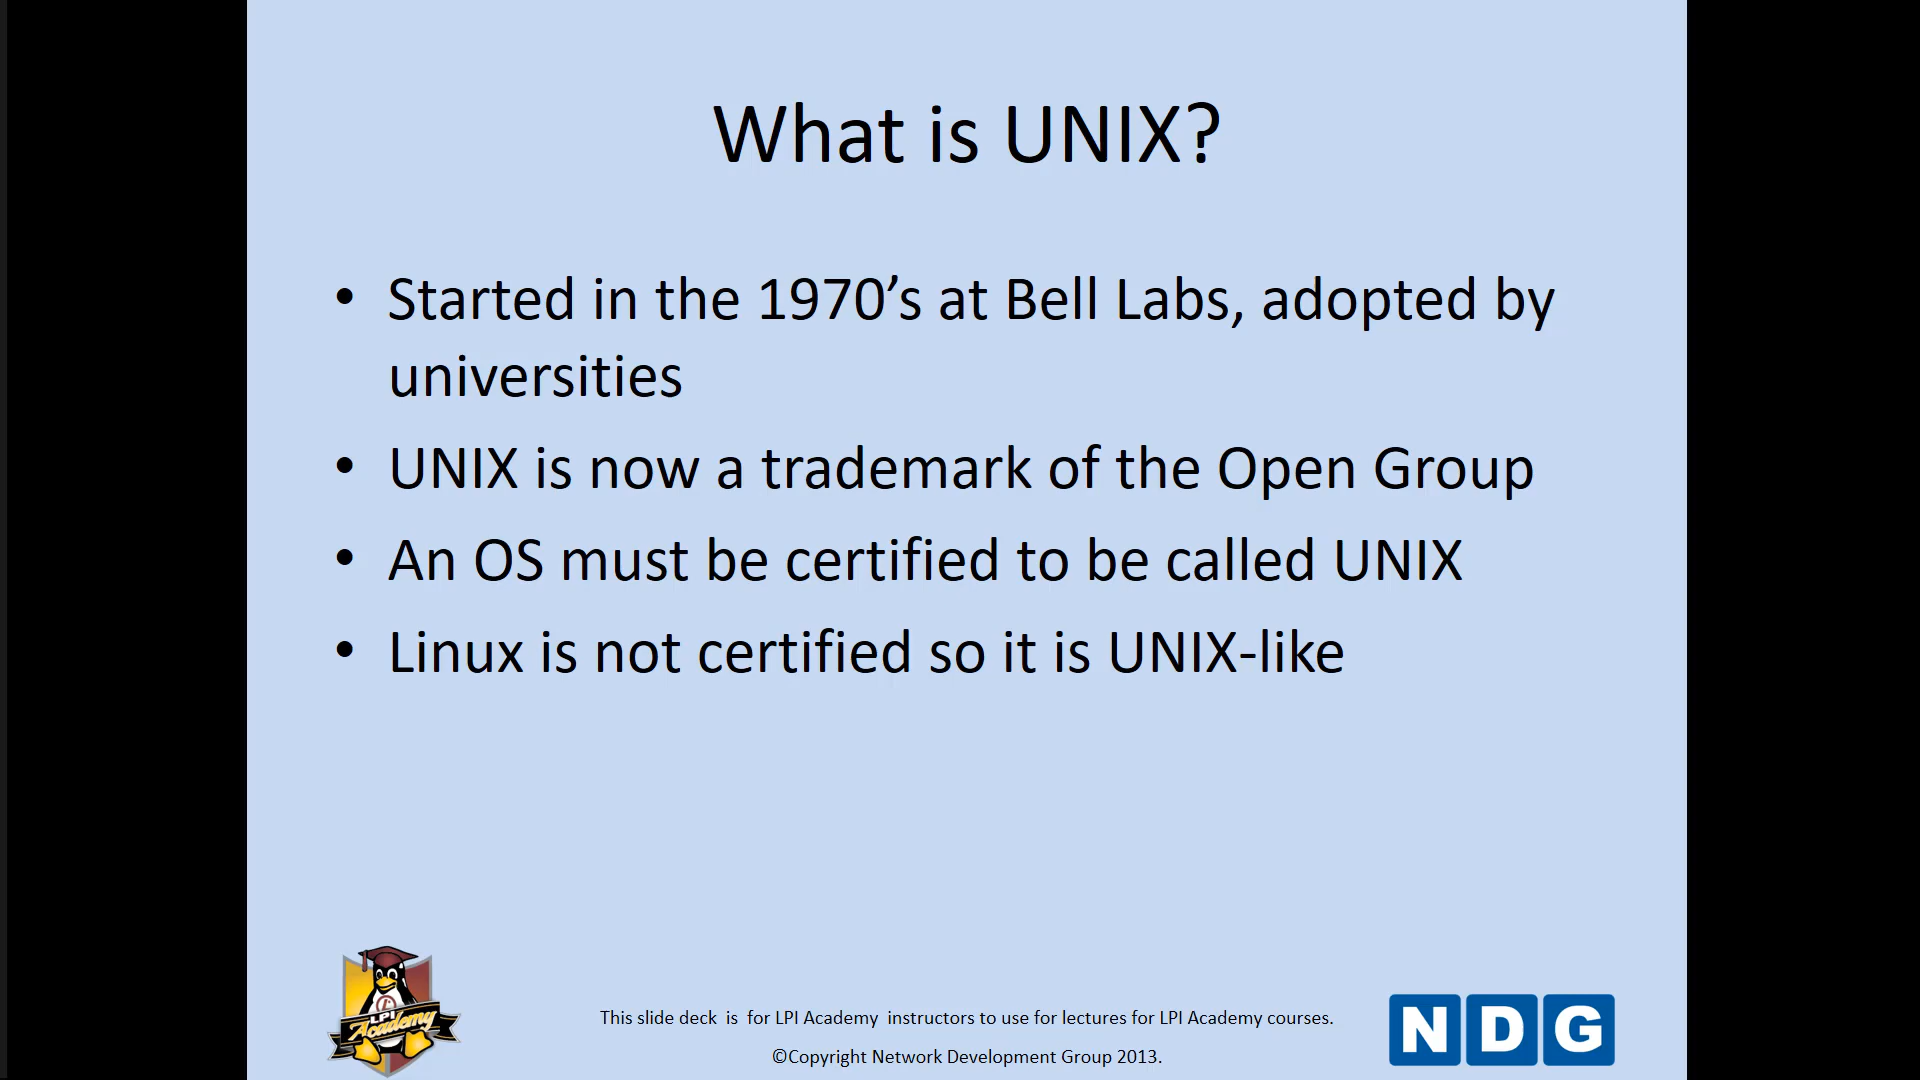 What is UNIX?
• Started in the 1970’s at Bell Labs, adopted by
universities
• UNIX is now a trademark of the Open Group
• An OS must be certified to be called UNIX
• Linux is not certified so it is UNIX-like
LPI
Academy
This slide deck is for LPI Academy instructors to use for lectures for LPI Academy courses.
©Copyright Network Development Group 2013.
NDG